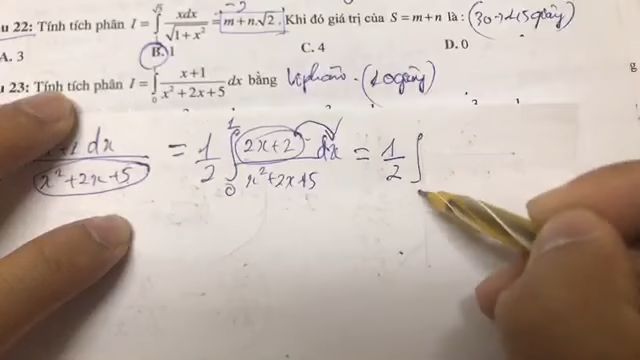 u 22: Tính tích phân I = ∫ xdx / √1+x² = m+n.√2. Khi đó giá trị của S = m+n là : (30→45 giây)
A. 3 B. 1 C. 4 D. 0
u 23: Tính tích phân I = ∫₀ x+1 / x²+2x+5 dx bằng
dx / x²+2x+5 = 1/2 ∫₀¹ 2x+2 / x²+2x+5 dx = 1/2 ∫